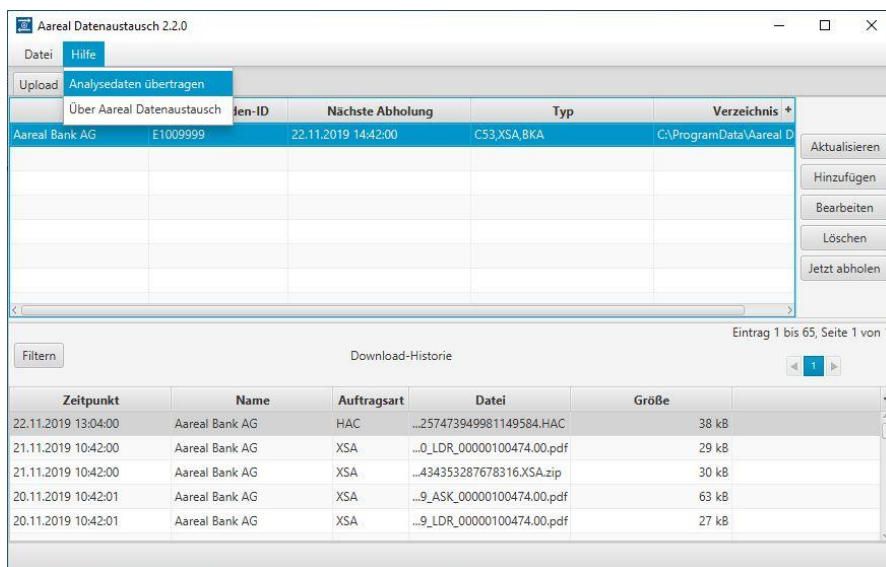 Aareal Datenaustausch 2.2.0
Datei Hilfe
Upload Analysedaten übertragen
Über Aareal Datenaustausch
den-ID Nächste Abholung Typ Verzeichnis +
Aareal Bank AG E1009999 22.11.2019 14:42:00 C53,XSA,BKA C:\ProgramData\Aareal D
Aktualisieren
Hinzufügen
Bearbeiten
Löschen
Jetzt abholen
Eintrag 1 bis 65, Seite 1 von
Filtern Download-Historie 1
Zeitpunkt Name Auftragsart Datei Größe
22.11.2019 13:04:00 Aareal Bank AG HAC ...257473949981149584.HAC 38 kB
21.11.2019 10:42:00 Aareal Bank AG XSA ...0_LDR_00000100474.00.pdf 29 kB
21.11.2019 10:42:00 Aareal Bank AG XSA ...434353287678316.XSA.zip 30 kB
20.11.2019 10:42:01 Aareal Bank AG XSA ...9_ASK_00000100474.00.pdf 63 kB
20.11.2019 10:42:01 Aareal Bank AG XSA ...9_LDR_00000100474.00.pdf 27 kB